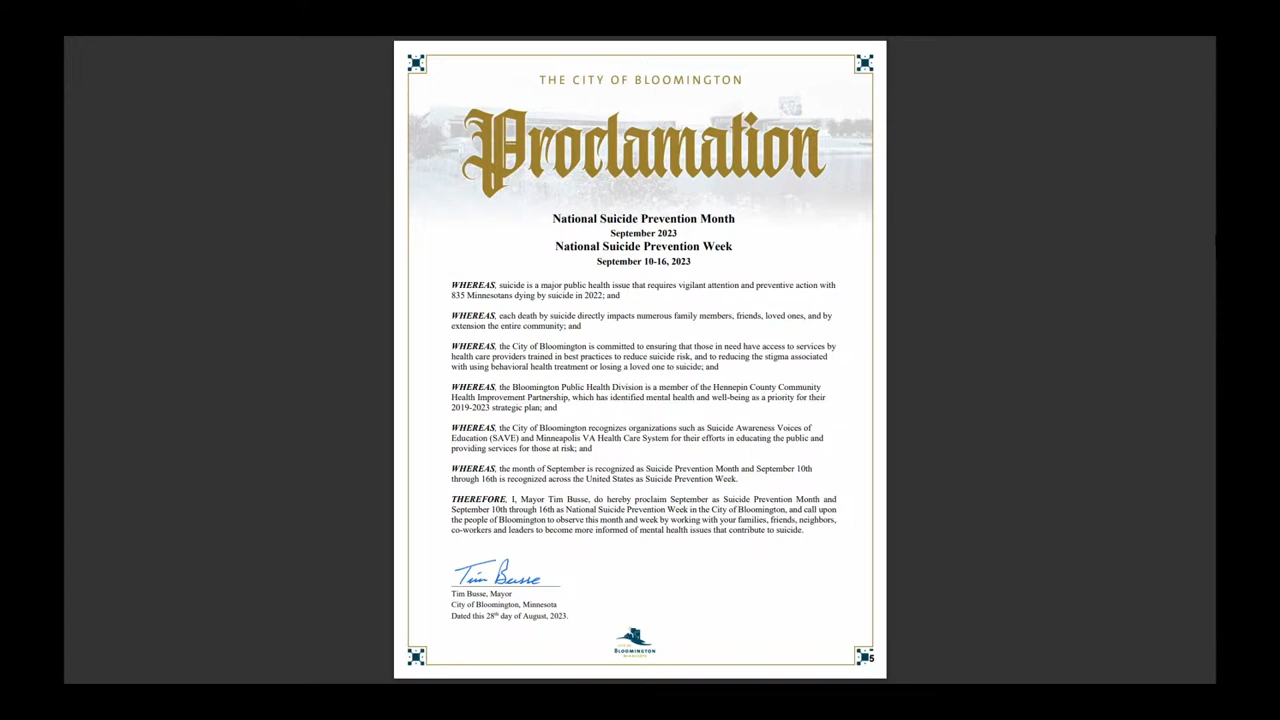 THE CITY OF BLOOMINGTON
Proclamation
National Suicide Prevention Month
September 2023
National Suicide Prevention Week
September 10-16, 2023
WHEREAS, suicide is a major public health issue that requires vigilant attention and preventive action with
835 Minnesotans dying by suicide in 2022; and
WHEREAS, each death by suicide directly impacts numerous family members, friends, loved ones, and by
extension the entire community; and
WHEREAS, the City of Bloomington is committed to ensuring that those in need have access to services by
health care providers trained in best practices to reduce suicide risk, and to reducing the stigma associated
with using behavioral health treatment or losing a loved one to suicide; and
WHEREAS, the Bloomington Public Health Division is a member of the Hennepin County Community
Health Improvement Partnership, which has identified mental health and well-being as a priority for their
2019-2023 strategic plan; and
WHEREAS, the City of Bloomington recognizes organizations such as Suicide Awareness Voices of
Education (SAVE) and Minneapolis VA Health Care System for their efforts in educating the public and
providing services for those at risk; and
WHEREAS, the month of September is recognized as Suicide Prevention Month and September 10th
through 16th is recognized across the United States as Suicide Prevention Week.
THEREFORE, I, Mayor Tim Busse, do hereby proclaim September as Suicide Prevention Month and
September 10th through 16th as National Suicide Prevention Week in the City of Bloomington, and call upon
the people of Bloomington to observe this month and week by working with your families, friends, neighbors,
co-workers and leaders to become more informed of mental health issues that contribute to suicide.
Tim Busse
Tim Busse, Mayor
City of Bloomington, Minnesota
Dated this 28th day of August, 2023.
CITY OF
BLOOMINGTON
MINNESOTA
5